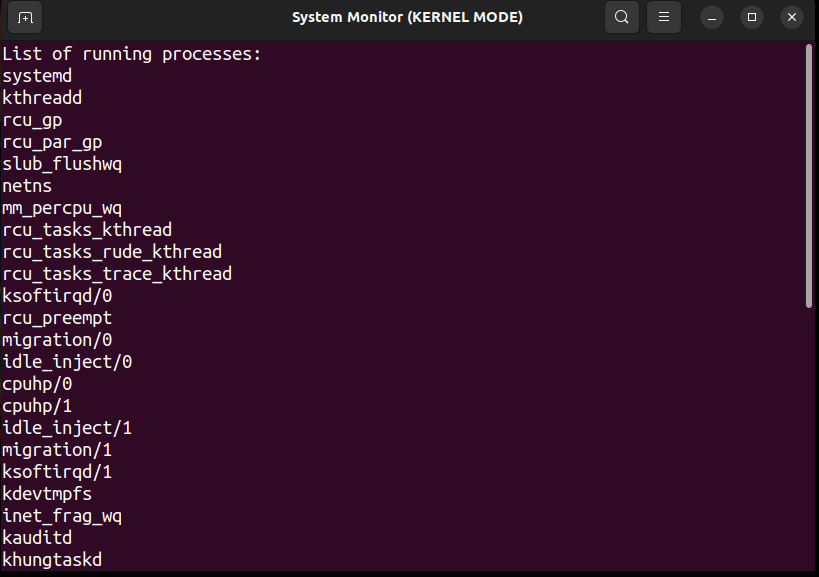 System Monitor (KERNEL MODE)
List of running processes:
systemd
kthreadd
rcu_gp
rcu_par_gp
slub_flushwq
netns
mm_percpu_wq
rcu_tasks_kthread
rcu_tasks_rude_kthread
rcu_tasks_trace_kthread
ksoftirqd/0
rcu_preempt
migration/0
idle_inject/0
cpuhp/0
cpuhp/1
idle_inject/1
migration/1
ksoftirqd/1
kdevtmpfs
inet_frag_wq
kauditd
khungtaskd